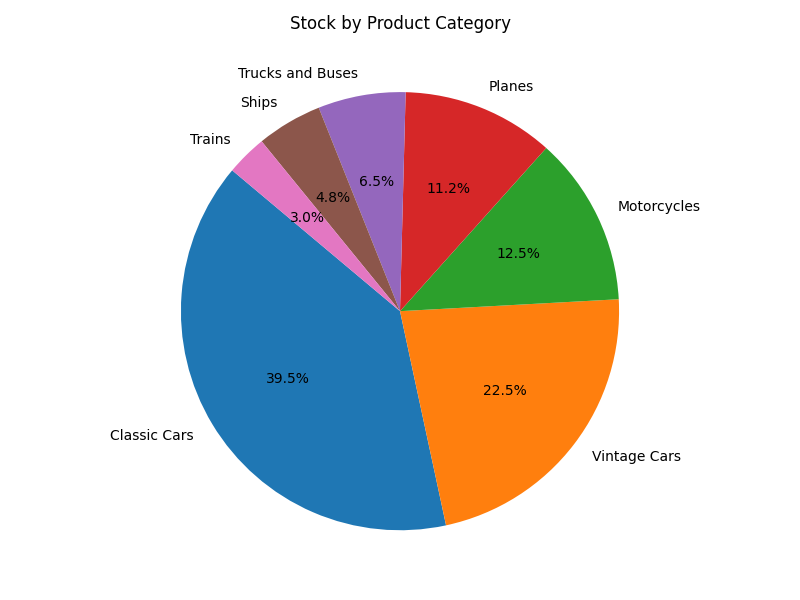 Stock by Product Category
Trucks and Buses
Planes
Ships
Trains
6.5%
11.2%
4.8%
Motorcycles
3.0%
12.5%
39.5%
22.5%
Classic Cars
Vintage Cars